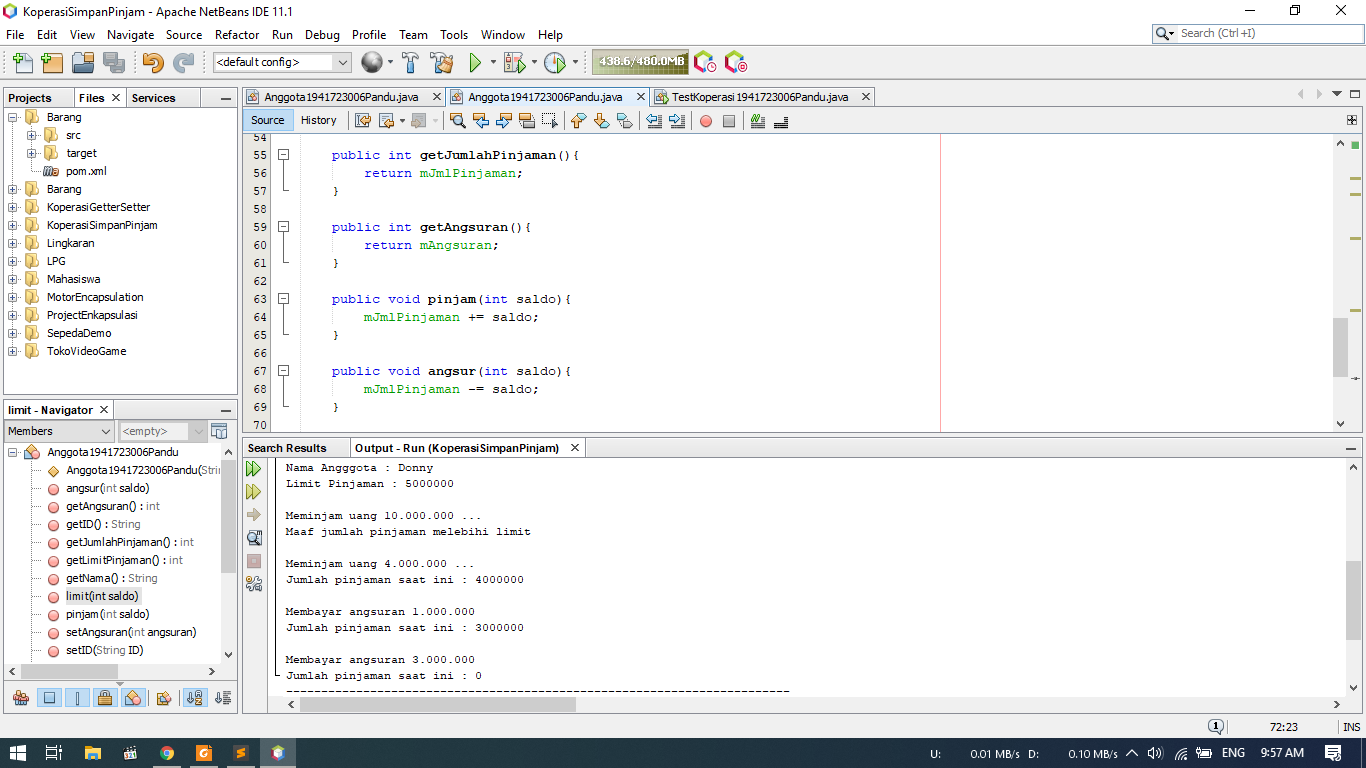 KoperasiSimpanPinjam - Apache NetBeans IDE 11.1
File Edit View Navigate Source Refactor Run Debug Profile Team Tools Window Help
Search (Ctrl+I)
<default config>
438.6/480.0MB
Projects Files Services
Barang
src
target
pom.xml
Barang
KoperasiGetterSetter
KoperasiSimpanPinjam
Lingkaran
LPG
Mahasiswa
MotorEncapsulation
ProjectEnkapsulasi
SepedaDemo
TokoVideoGame
limit - Navigator
Members <empty>
Anggota1941723006Pandu
Anggota1941723006Pandu(Strin
angsur(int saldo)
getAngsuran() : int
getID() : String
getJumlahPinjaman() : int
getLimitPinjaman() : int
getNama() : String
limit(int saldo)
pinjam(int saldo)
setAngsuran(int angsuran)
setID(String ID)
Anggota1941723006Pandu.java Anggota1941723006Pandu.java TestKoperasi1941723006Pandu.java
Source History
54
55 public int getJumlahPinjaman(){
56 return mJmlPinjaman;
57 }
58
59 public int getAngsuran(){
60 return mAngsuran;
61 }
62
63 public void pinjam(int saldo){
64 mJmlPinjaman += saldo;
65 }
66
67 public void angsur(int saldo){
68 mJmlPinjaman -= saldo;
69 }
70
Search Results Output - Run (KoperasiSimpanPinjam)
Nama Angggota : Donny
Limit Pinjaman : 5000000
Meminjam uang 10.000.000 ...
Maaf jumlah pinjaman melebihi limit
Meminjam uang 4.000.000 ...
Jumlah pinjaman saat ini : 4000000
Membayar angsuran 1.000.000
Jumlah pinjaman saat ini : 3000000
Membayar angsuran 3.000.000
Jumlah pinjaman saat ini : 0
------------------------------------------------------------------------
1 72:23 INS
U: 0.01 MB/s D: 0.10 MB/s ENG 9:57 AM